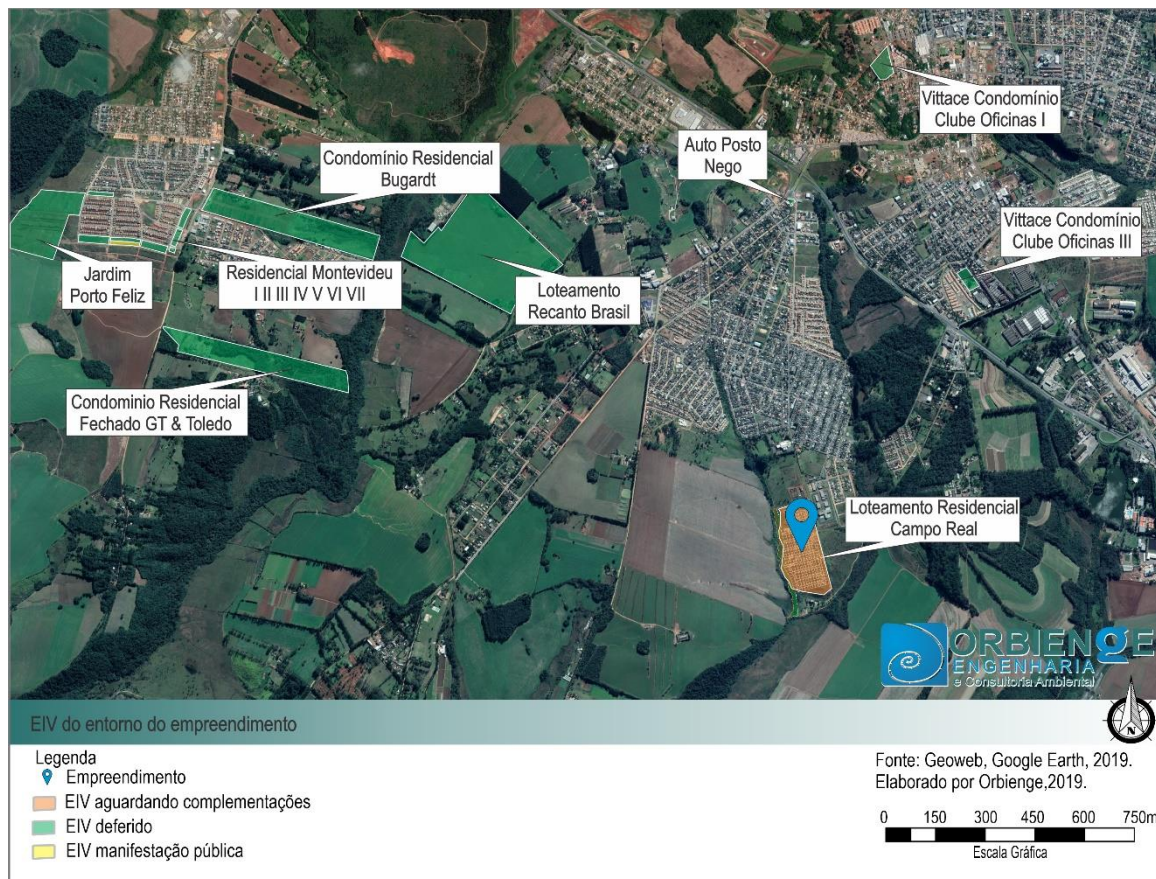 Vittace Condomínio
Clube Oficinas I
Auto Posto
Nego
Condomínio Residencial
Bugardt
Vittace Condomínio
Clube Oficinas III
Jardim
Porto Feliz
Residencial Montevideu
I II III IV V VI VII
Loteamento
Recanto Brasil
Condominio Residencial
Fechado GT & Toledo
Loteamento Residencial
Campo Real
ORBIENGE
ENGENHARIA
e Consultoria Ambiental
EIV do entorno do empreendimento
N
Legenda
Empreendimento
EIV aguardando complementações
EIV deferido
EIV manifestação pública
Fonte: Geoweb, Google Earth, 2019.
Elaborado por Orbienge,2019.
0 150 300 450 600 750m
Escala Gráfica